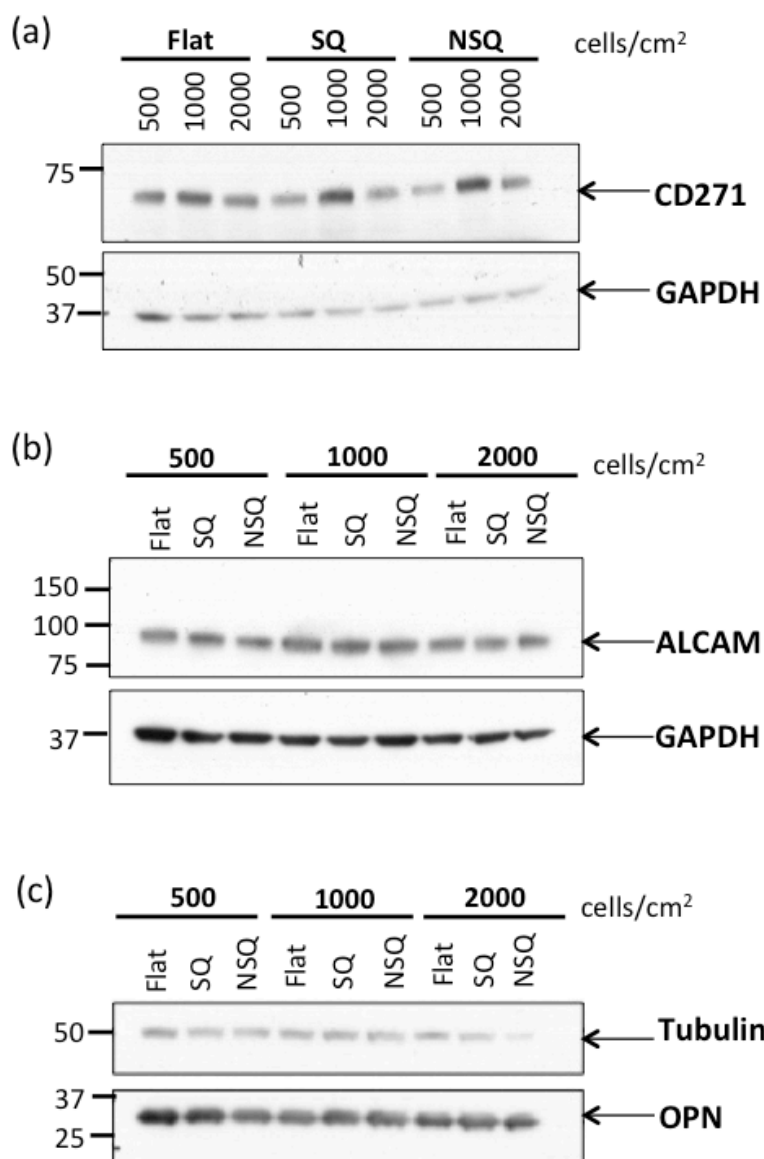 (a)
Flat SQ NSQ cells/cm²
500 1000 2000 500 1000 2000 500 1000 2000
75
CD271
50
37
GAPDH
(b)
500 1000 2000 cells/cm²
Flat SQ NSQ Flat SQ NSQ Flat SQ NSQ
150
100
75
ALCAM
37
GAPDH
(c)
500 1000 2000 cells/cm²
Flat SQ NSQ Flat SQ NSQ Flat SQ NSQ
50
Tubulin
37
25
OPN